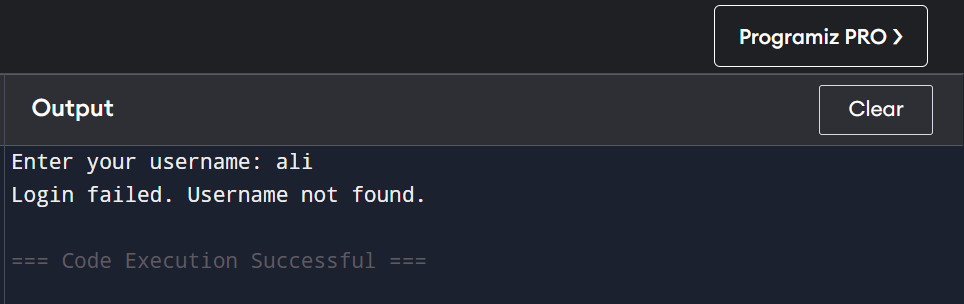 Programiz PRO ❯
Output
Clear
Enter your username: ali
Login failed. Username not found.
=== Code Execution Successful ===